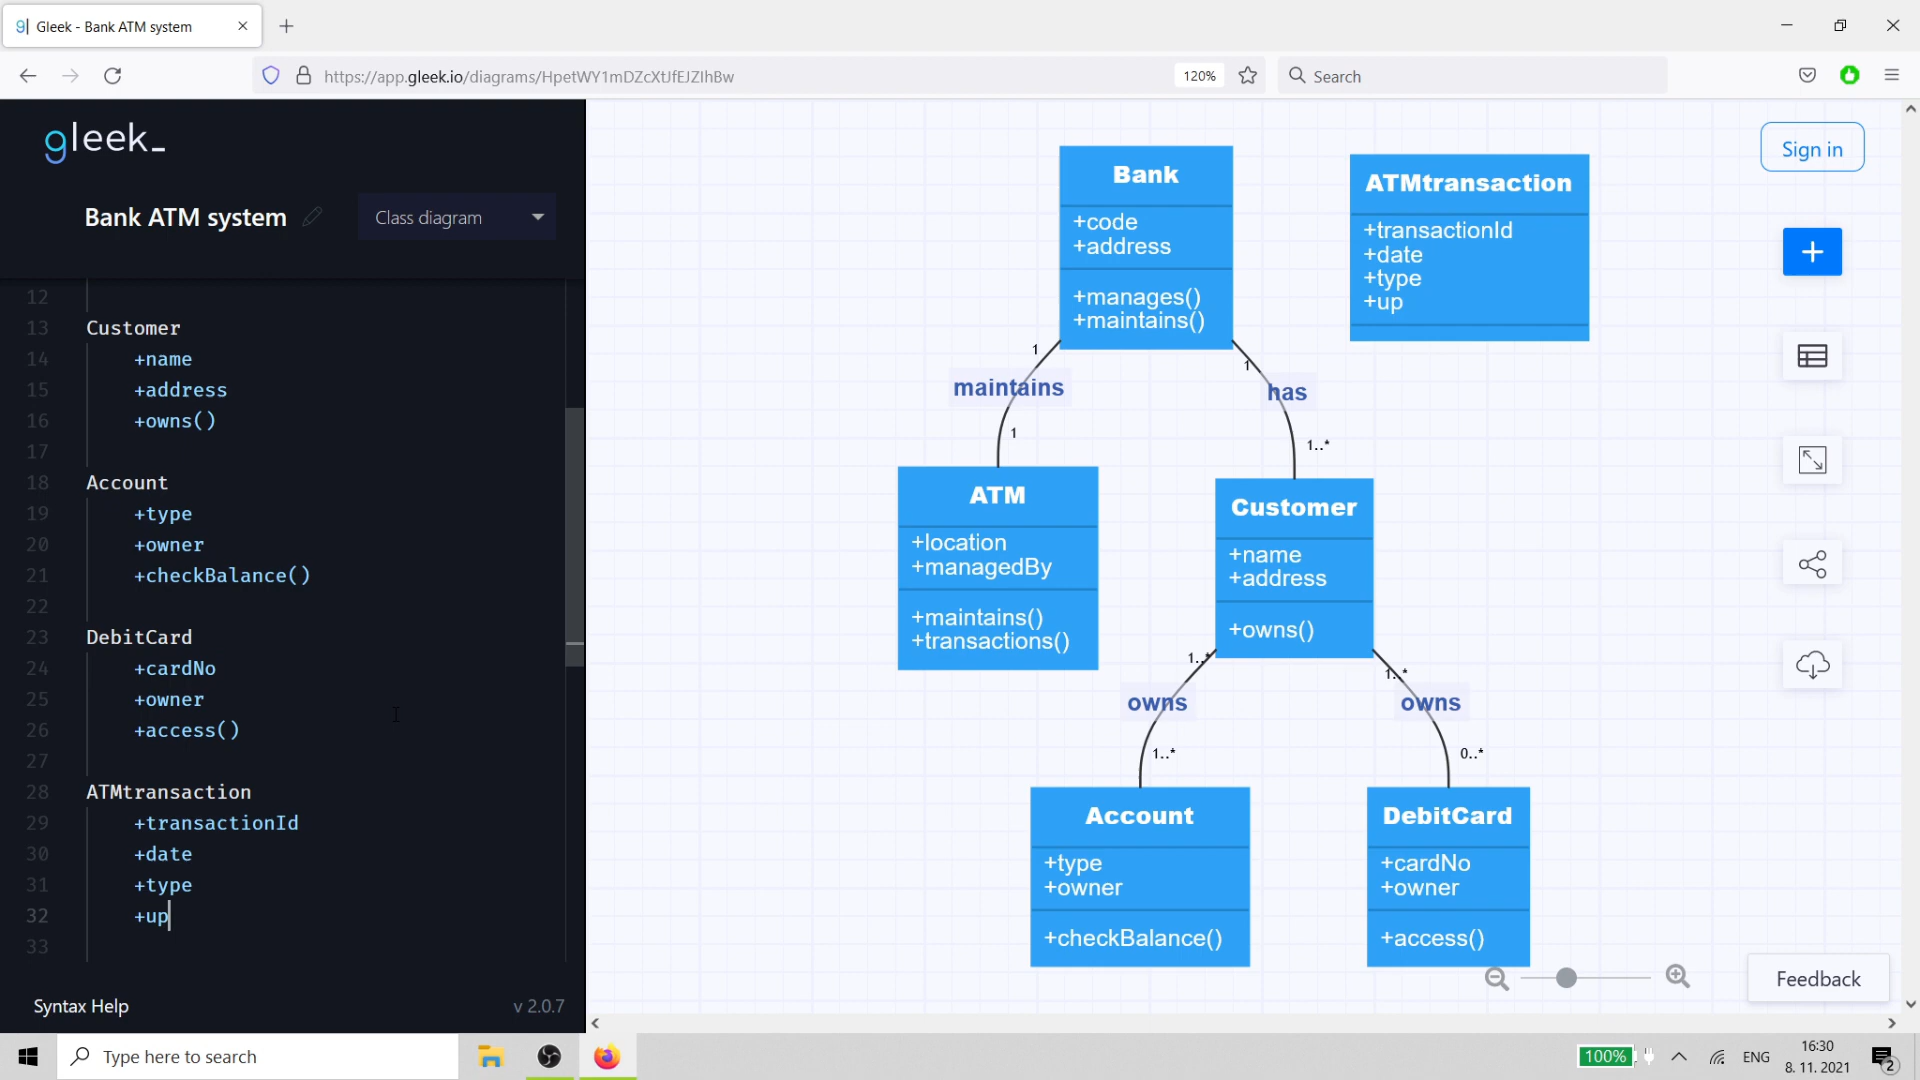 Gleek - Bank ATM system
https://app.gleek.io/diagrams/HpetWY1mDZcXtJfEJZIhBw
120%
Search
gleek_
Bank ATM system
Class diagram
12
13 Customer
14 +name
15 +address
16 +owns()
17
18 Account
19 +type
20 +owner
21 +checkBalance()
22
23 DebitCard
24 +cardNo
25 +owner
26 +access()
27
28 ATMtransaction
29 +transactionId
30 +date
31 +type
32 +up
33
Syntax Help
v 2.0.7
Bank
+code
+address
+manages()
+maintains()
ATMtransaction
+transactionId
+date
+type
+up
1
maintains
1
1
has
1..*
ATM
+location
+managedBy
+maintains()
+transactions()
Customer
+name
+address
+owns()
1..*
owns
1..*
1..*
owns
0..*
Account
+type
+owner
+checkBalance()
DebitCard
+cardNo
+owner
+access()
Sign in
Feedback
Type here to search
100%
ENG
16:30
8. 11. 2021
2